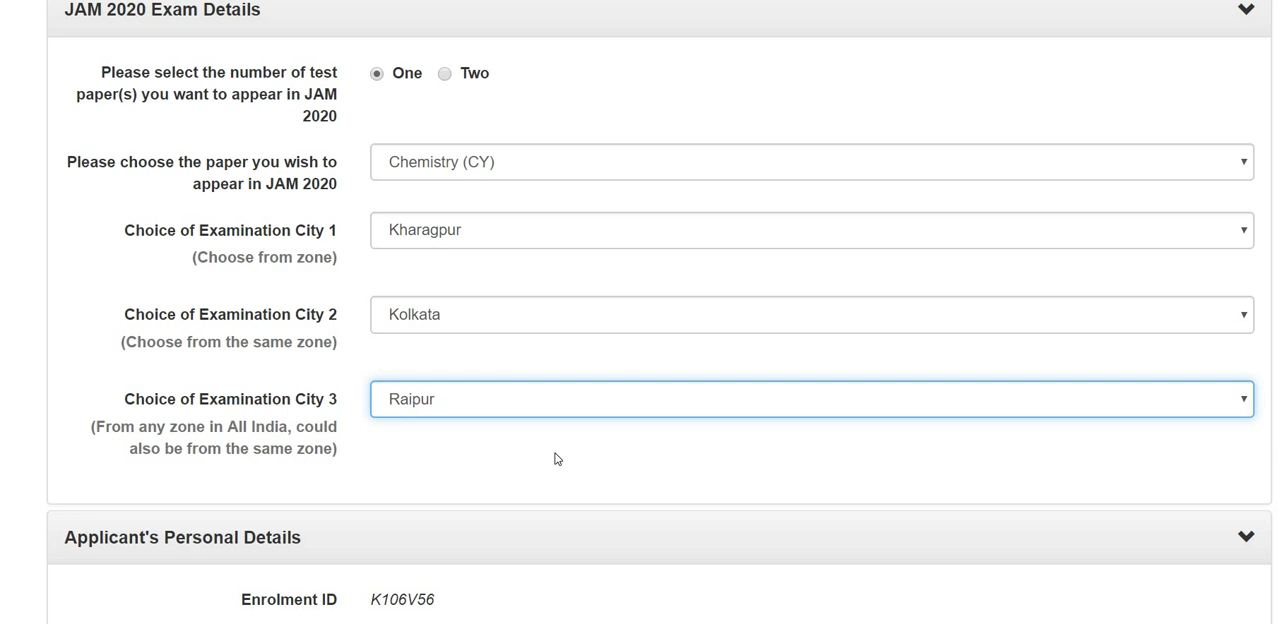 JAM 2020 Exam Details
Please select the number of test
paper(s) you want to appear in JAM
2020
One Two
Please choose the paper you wish to
appear in JAM 2020
Chemistry (CY)
Choice of Examination City 1
(Choose from zone)
Kharagpur
Choice of Examination City 2
(Choose from the same zone)
Kolkata
Choice of Examination City 3
(From any zone in All India, could
also be from the same zone)
Raipur
Applicant's Personal Details
Enrolment ID K106V56